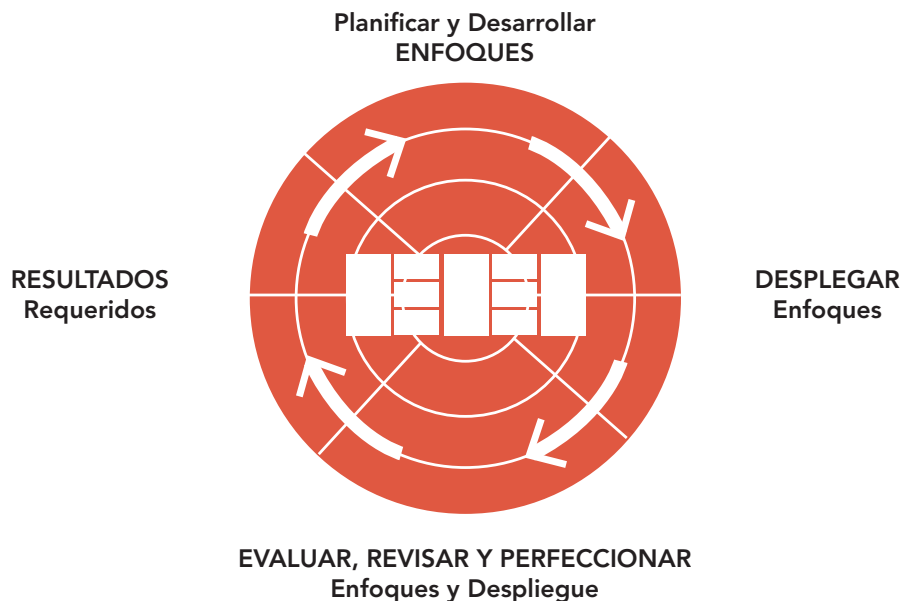 Planificar y Desarrollar
ENFOQUES
RESULTADOS
Requeridos
DESPLEGAR
Enfoques
EVALUAR, REVISAR Y PERFECCIONAR
Enfoques y Despliegue